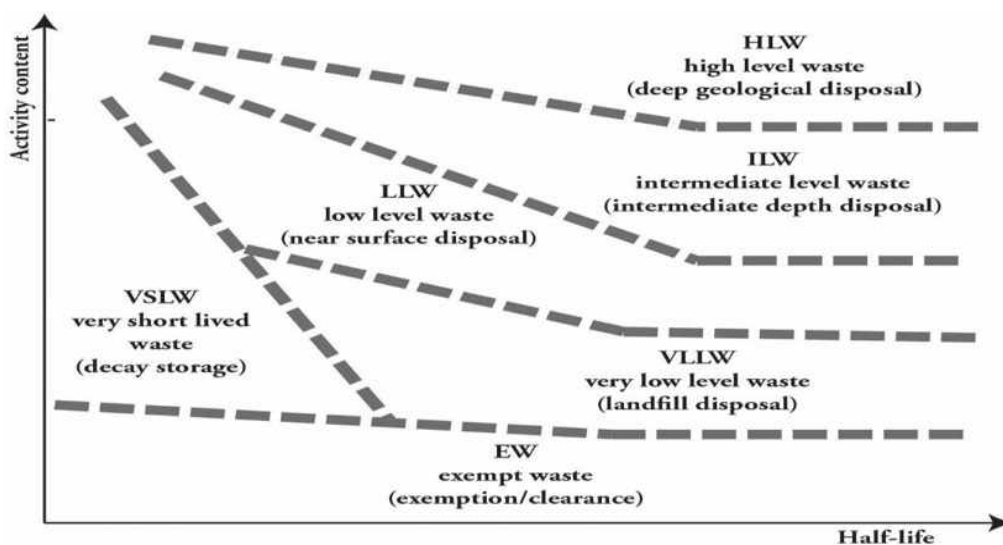 Activity content
HLW
high level waste
(deep geological disposal)
ILW
intermediate level waste
(intermediate depth disposal)
LLW
low level waste
(near surface disposal)
VSLW
very short lived
waste
(decay storage)
VLLW
very low level waste
(landfill disposal)
EW
exempt waste
(exemption/clearance)
Half-life